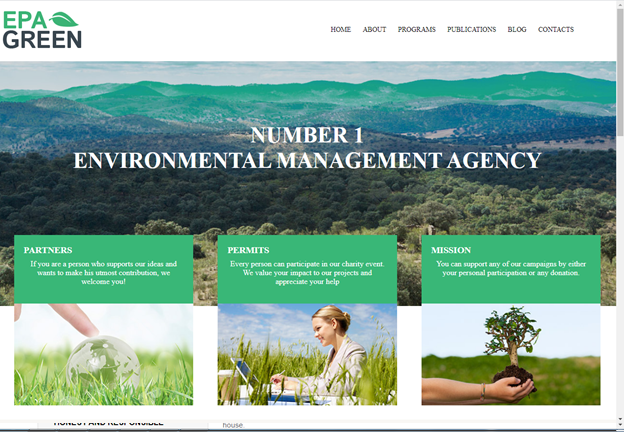 EPA
GREEN
HOME ABOUT PROGRAMS PUBLICATIONS BLOG CONTACTS
NUMBER 1
ENVIRONMENTAL MANAGEMENT AGENCY
PARTNERS
If you are a person who supports our ideas and
wants to make his utmost contribution, we
welcome you!
PERMITS
Every person can participate in our charity event.
We value your impact to our projects and
appreciate your help
MISSION
You can support any of our campaigns by either
your personal participation or any donation.
HONEST AND RESPONSIBLE
house